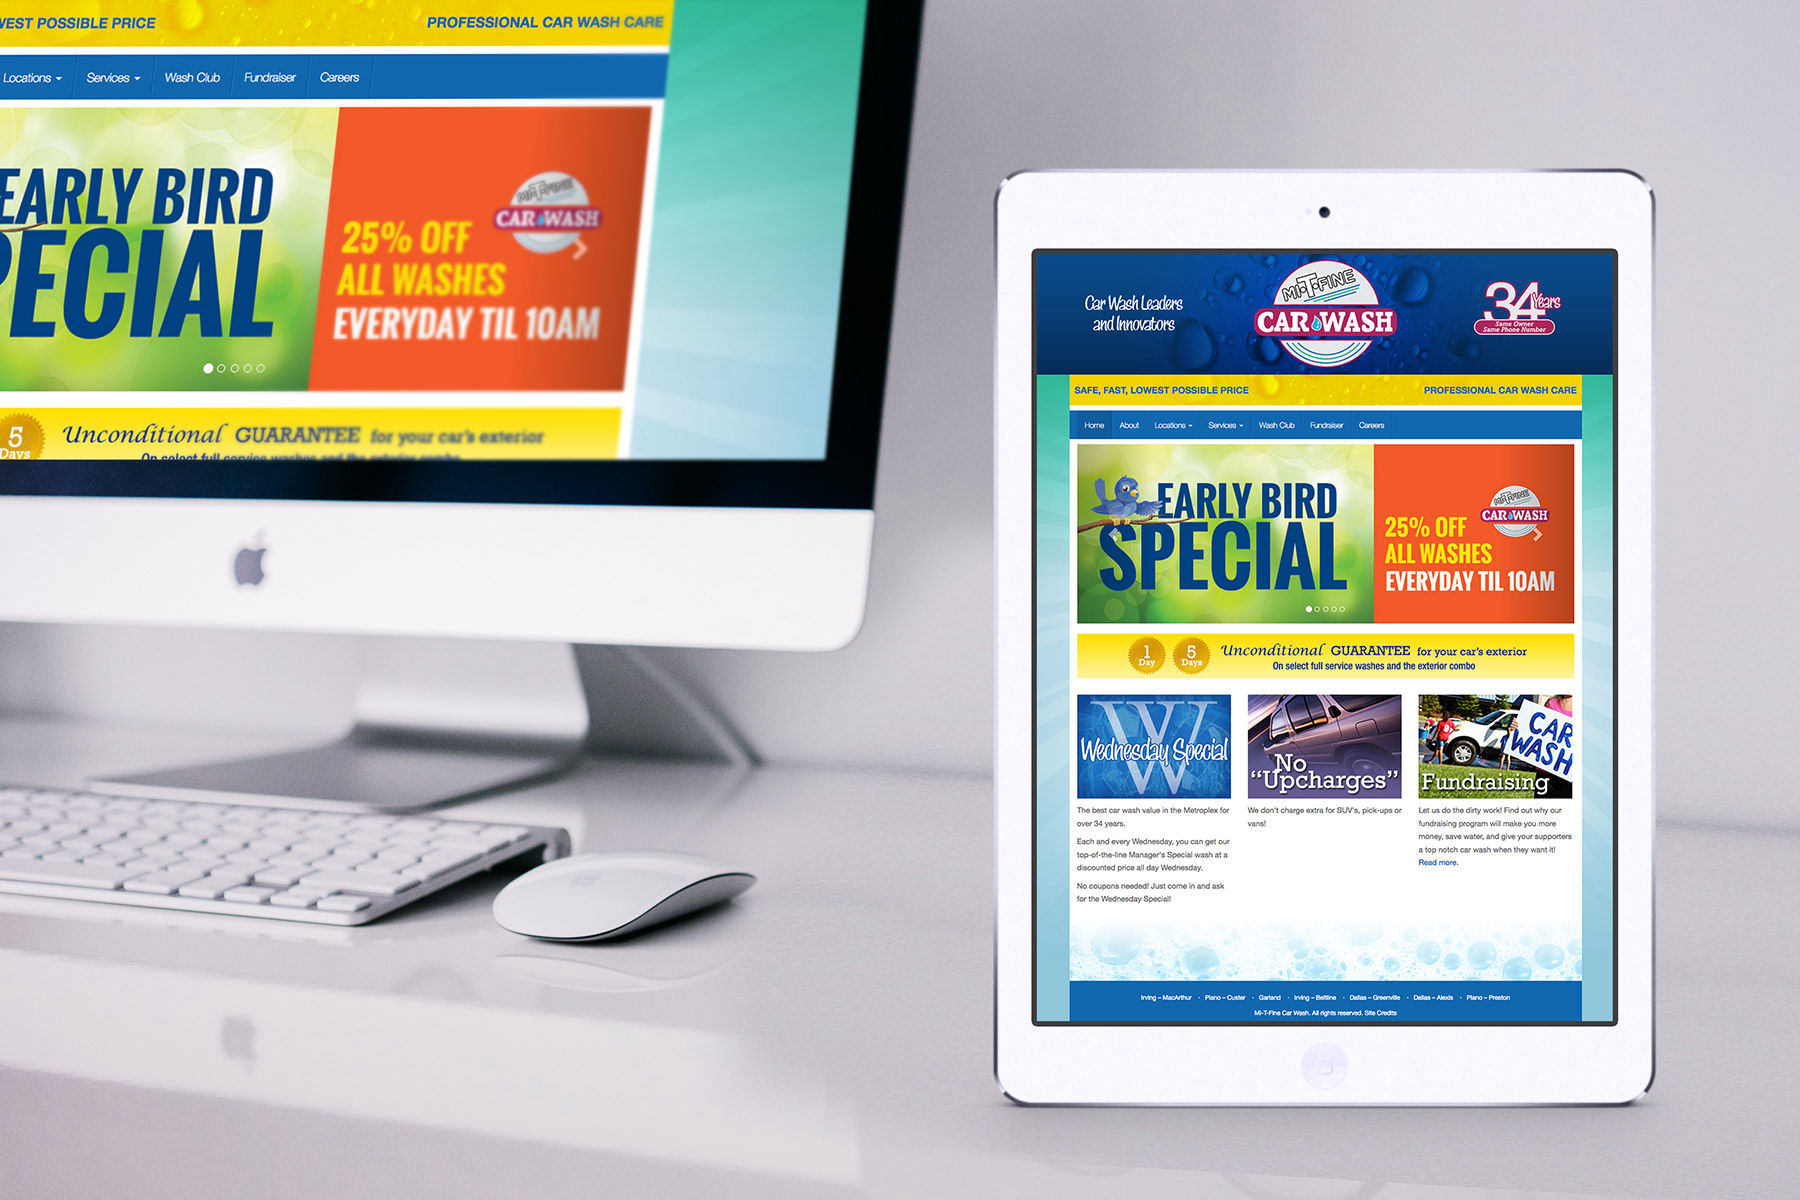 WEST POSSIBLE PRICE
PROFESSIONAL CAR WASH CARE
Locations
Services
Wash Club
Fundraiser
Careers
EARLY BIRD
PECIAL
MI•T•FINE
CAR WASH
25% OFF
ALL WASHES
EVERYDAY TIL 10AM
5
Days
Unconditional GUARANTEE for your car's exterior
On select full service washes and the exterior combo
Car Wash Leaders
and Innovators
MI•T•FINE
CAR WASH
34 Years
Same Owner
Same Phone Number
SAFE, FAST, LOWEST POSSIBLE PRICE
PROFESSIONAL CAR WASH CARE
Home
About
Locations
Services
Wash Club
Fundraiser
Careers
EARLY BIRD
SPECIAL
MI•T•FINE
CAR WASH
25% OFF
ALL WASHES
EVERYDAY TIL 10AM
1
Day
5
Days
Unconditional GUARANTEE for your car's exterior
On select full service washes and the exterior combo
W
Wednesday Special
The best car wash value in the Metroplex for
over 34 years.
Each and every Wednesday, you can get our
top-of-the-line Manager's Special wash at a
discounted price all day Wednesday.
No coupons needed! Just come in and ask
for the Wednesday Special!
No
"Upcharges"
We don't charge extra for SUV's, pick-ups or
vans!
CAR
WASH
Fundraising
Let us do the dirty work! Find out why our
fundraising program will make you more
money, save water, and give your supporters
a top notch car wash when they want it!
Read more.
Irving – MacArthur · Plano – Custer · Garland · Irving – Beltline · Dallas – Greenville · Dallas – Alexis · Plano – Preston
Mi-T-Fine Car Wash. All rights reserved. Site Credits